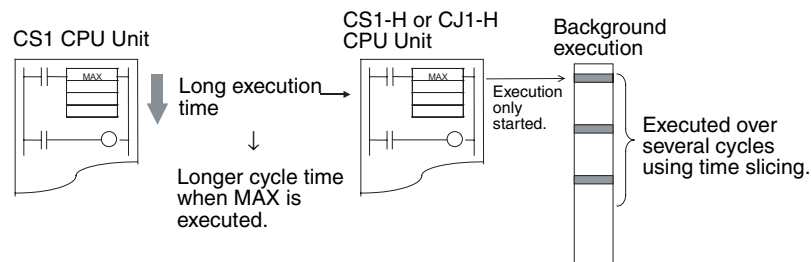 CS1 CPU Unit
MAX
Long execution
time
↓
Longer cycle time
when MAX is
executed.
CS1-H or CJ1-H
CPU Unit
MAX
Execution
only
started.
Background
execution
Executed over
several cycles
using time slicing.